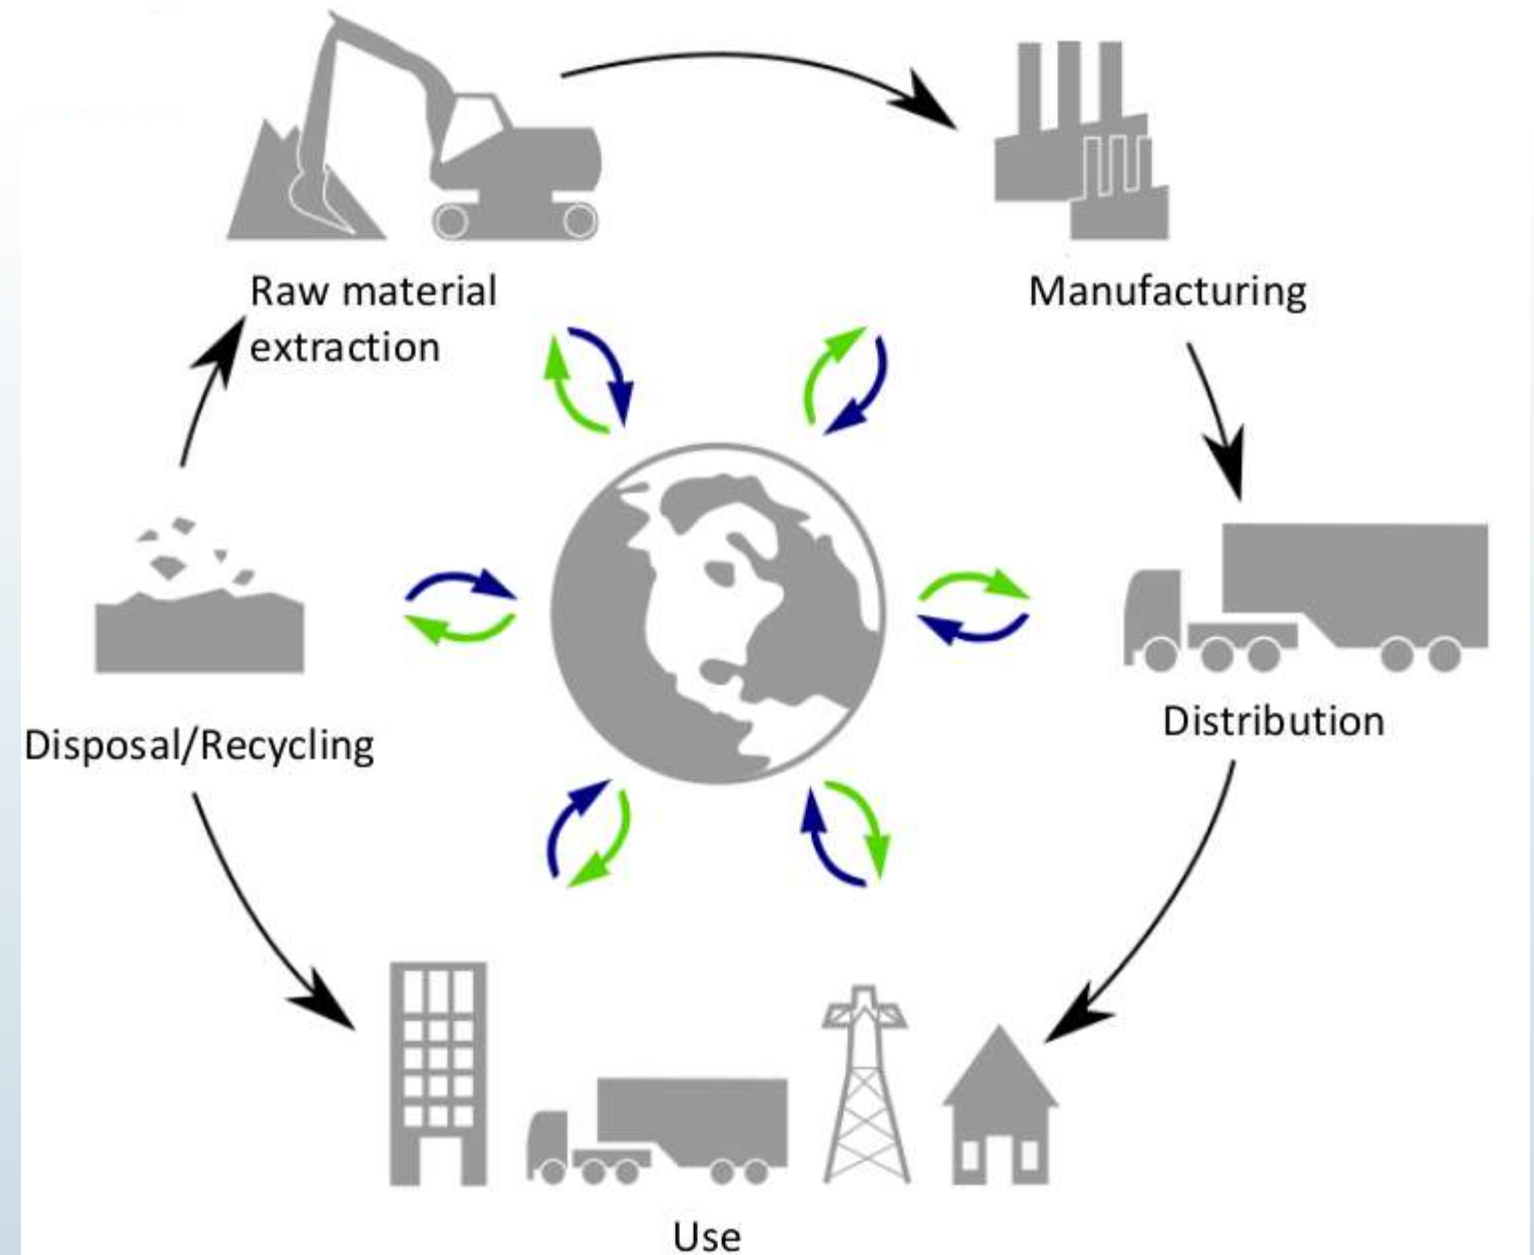 Raw material
extraction
Manufacturing
Distribution
Disposal/Recycling
Use